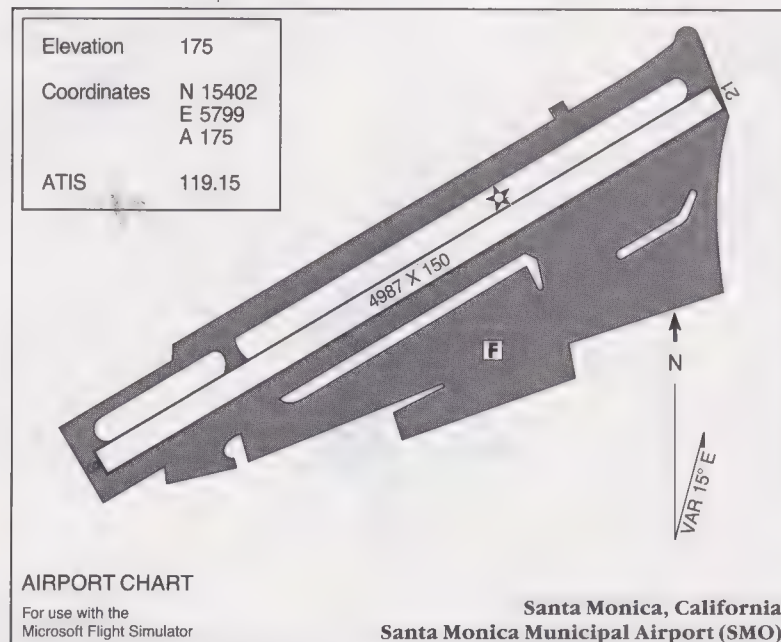 Elevation 175
Coordinates N 15402
E 5799
A 175
ATIS 119.15
21
4987 X 150
F
N
VAR 15° E
AIRPORT CHART
For use with the
Microsoft Flight Simulator
Santa Monica, California
Santa Monica Municipal Airport (SMO)